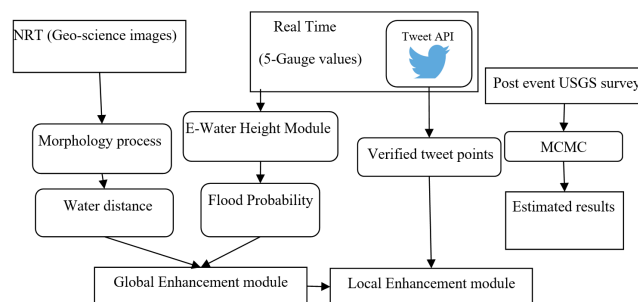 NRT (Geo-science images)
Real Time
(5-Gauge values)
Tweet API
Post event USGS survey
Morphology process
E-Water Height Module
Verified tweet points
MCMC
Water distance
Flood Probability
Estimated results
Global Enhancement module
Local Enhancement module